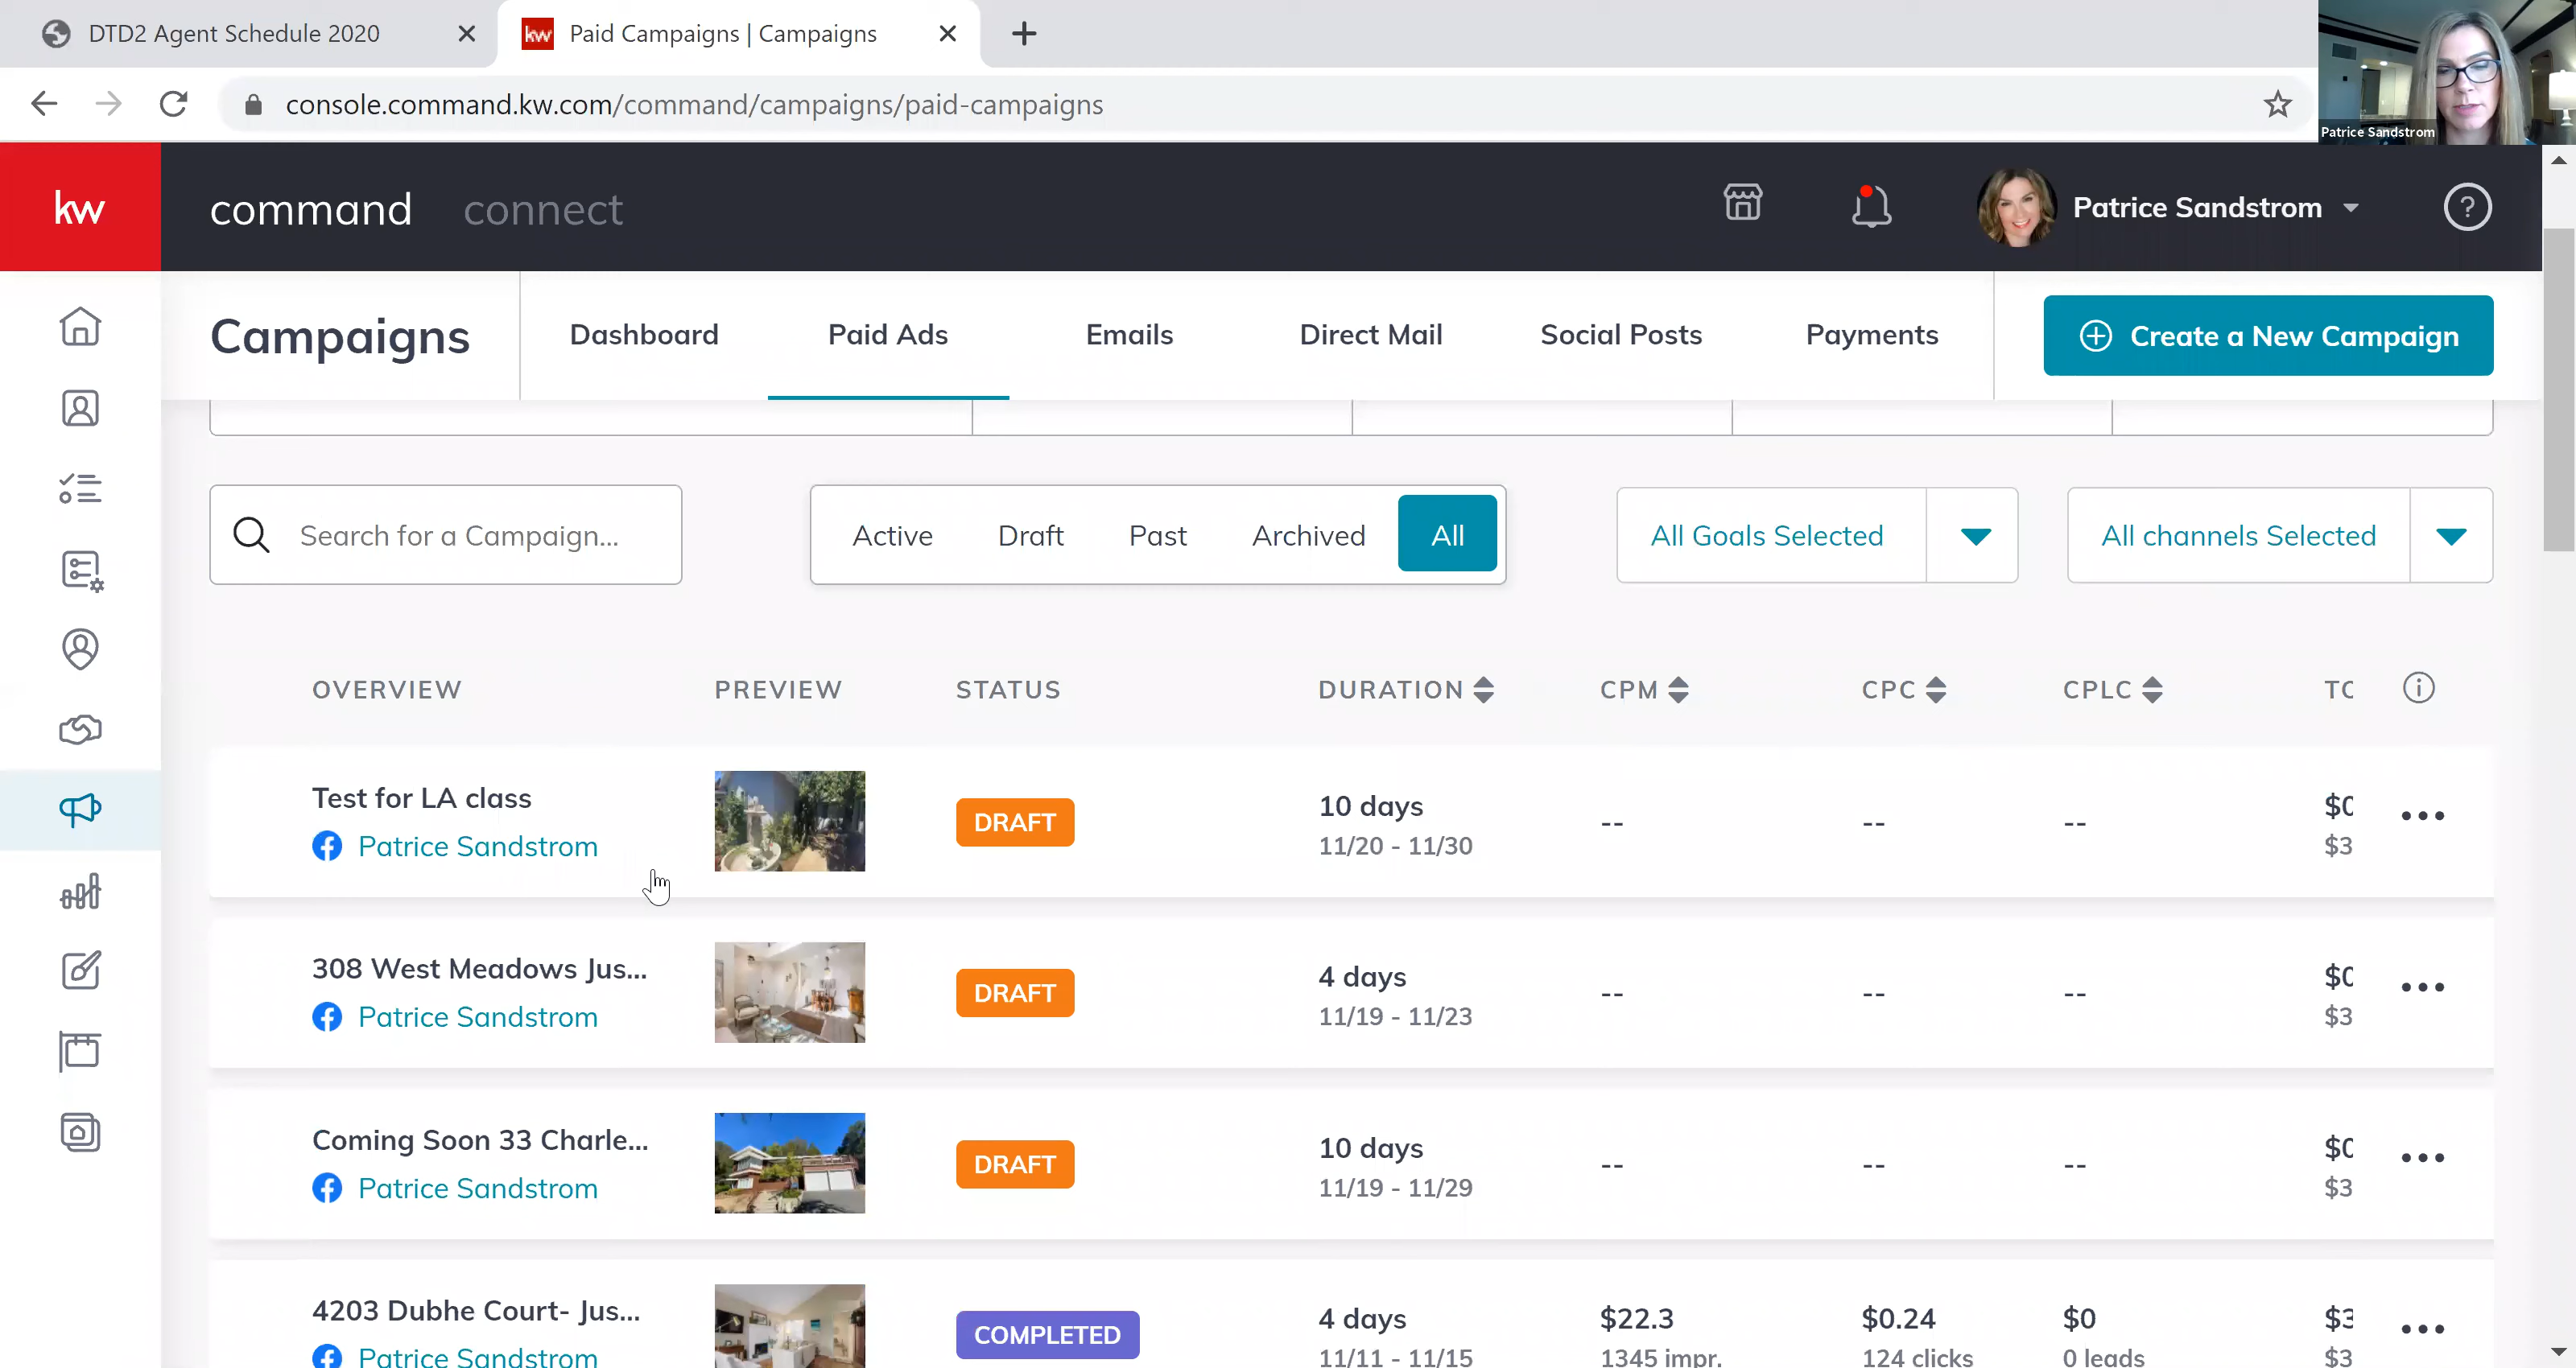 DTD2 Agent Schedule 2020
kw Paid Campaigns | Campaigns
console.command.kw.com/command/campaigns/paid-campaigns
Patrice Sandstrom
kw command connect Patrice Sandstrom ?
Campaigns Dashboard Paid Ads Emails Direct Mail Social Posts Payments Create a New Campaign
Search for a Campaign... Active Draft Past Archived All All Goals Selected All channels Selected
OVERVIEW PREVIEW STATUS DURATION CPM CPC CPLC
Test for LA class DRAFT 10 days -- -- --
Patrice Sandstrom 11/20 - 11/30 $3
308 West Meadows Jus... DRAFT 4 days -- -- --
Patrice Sandstrom 11/19 - 11/23 $3
Coming Soon 33 Charle... DRAFT 10 days -- -- --
Patrice Sandstrom 11/19 - 11/29 $3
4203 Dubhe Court- Jus... COMPLETED 4 days $22.3 $0.24 $0 $3
Patrice Sandstrom 11/11 - 11/15 1345 impr. 124 clicks 0 leads $3